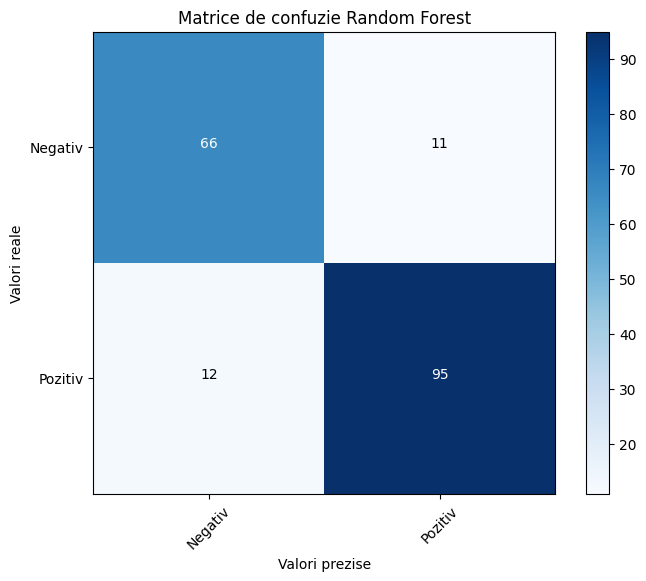 Matrice de confuzie Random Forest
Valori reale
Negativ
66
11
Pozitiv
12
95
Negativ
Pozitiv
Valori prezise
90
80
70
60
50
40
30
20